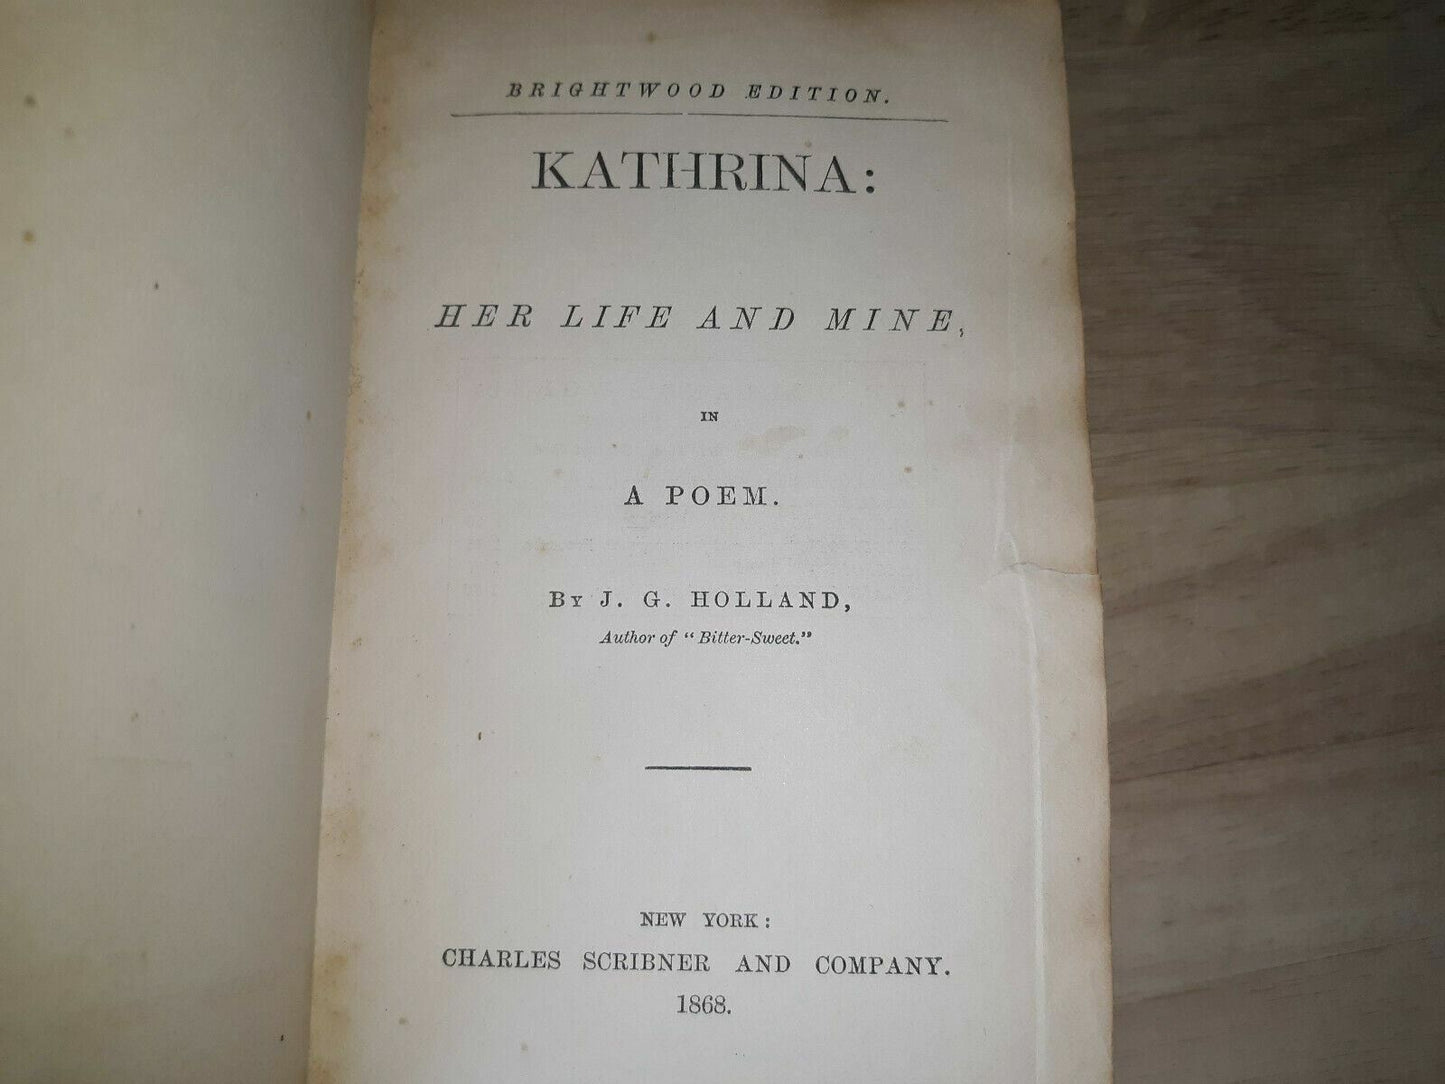 BRIGHTWOOD EDITION.
KATHRINA:
HER LIFE AND MINE,
IN
A POEM.
By J. G. HOLLAND,
Author of “Bitter-Sweet.”
NEW YORK:
CHARLES SCRIBNER AND COMPANY.
1868.